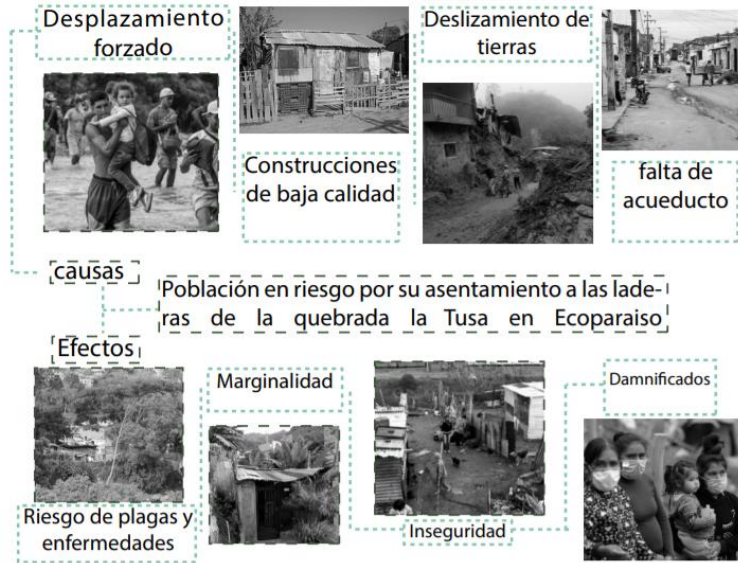 Desplazamiento
forzado
Construcciones
de baja calidad
Deslizamiento de
tierras
falta de
acueducto
causas
Población en riesgo por su asentamiento a las lade-
ras de la quebrada la Tusa en Ecoparaiso
Efectos
Riesgo de plagas y
enfermedades
Marginalidad
Inseguridad
Damnificados